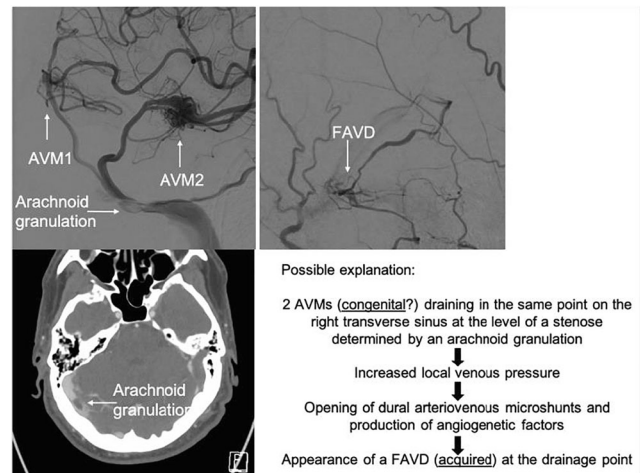 AVM1
AVM2
Arachnoid
granulation
FAVD
Arachnoid
granulation
Possible explanation:
2 AVMs (congenital?) draining in the same point on the
right transverse sinus at the level of a stenose
determined by an arachnoid granulation
Increased local venous pressure
Opening of dural arteriovenous microshunts and
production of angiogenetic factors
Appearance of a FAVD (acquired) at the drainage point